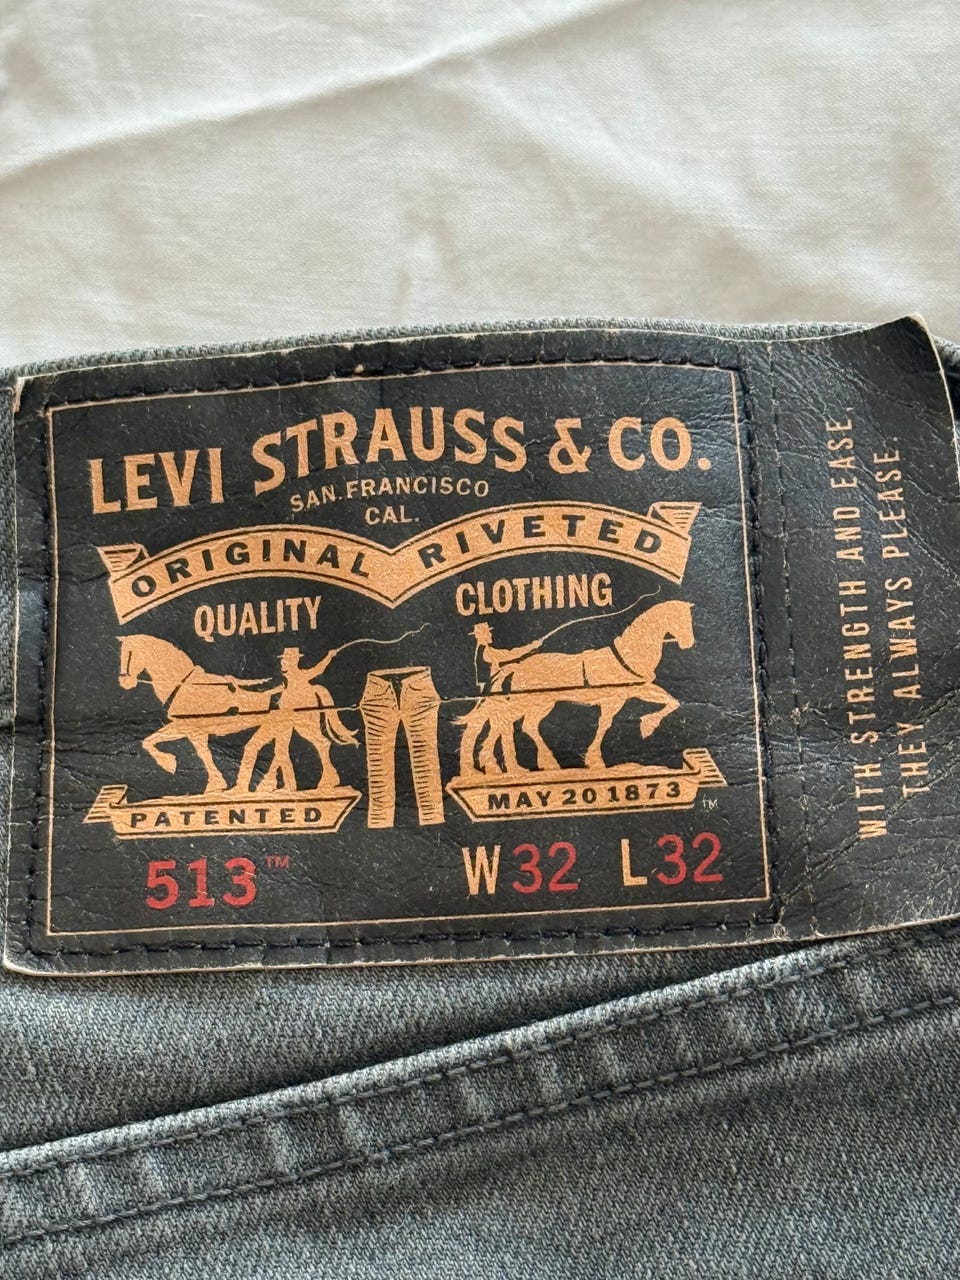 LEVI STRAUSS & CO.
SAN.FRANCISCO
CAL.
ORIGINAL RIVETED
QUALITY CLOTHING
PATENTED MAY 20 1873 TM
513™ W32 L32
WITH STRENGTH AND EASE,
THEY ALWAYS PLEASE.